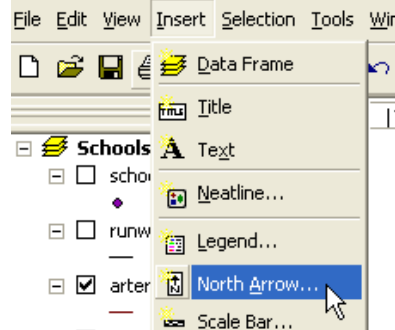 File Edit View Insert Selection Tools
Data Frame
Title
Schools
Text
Neatline...
Legend...
North Arrow...
Scale Bar...